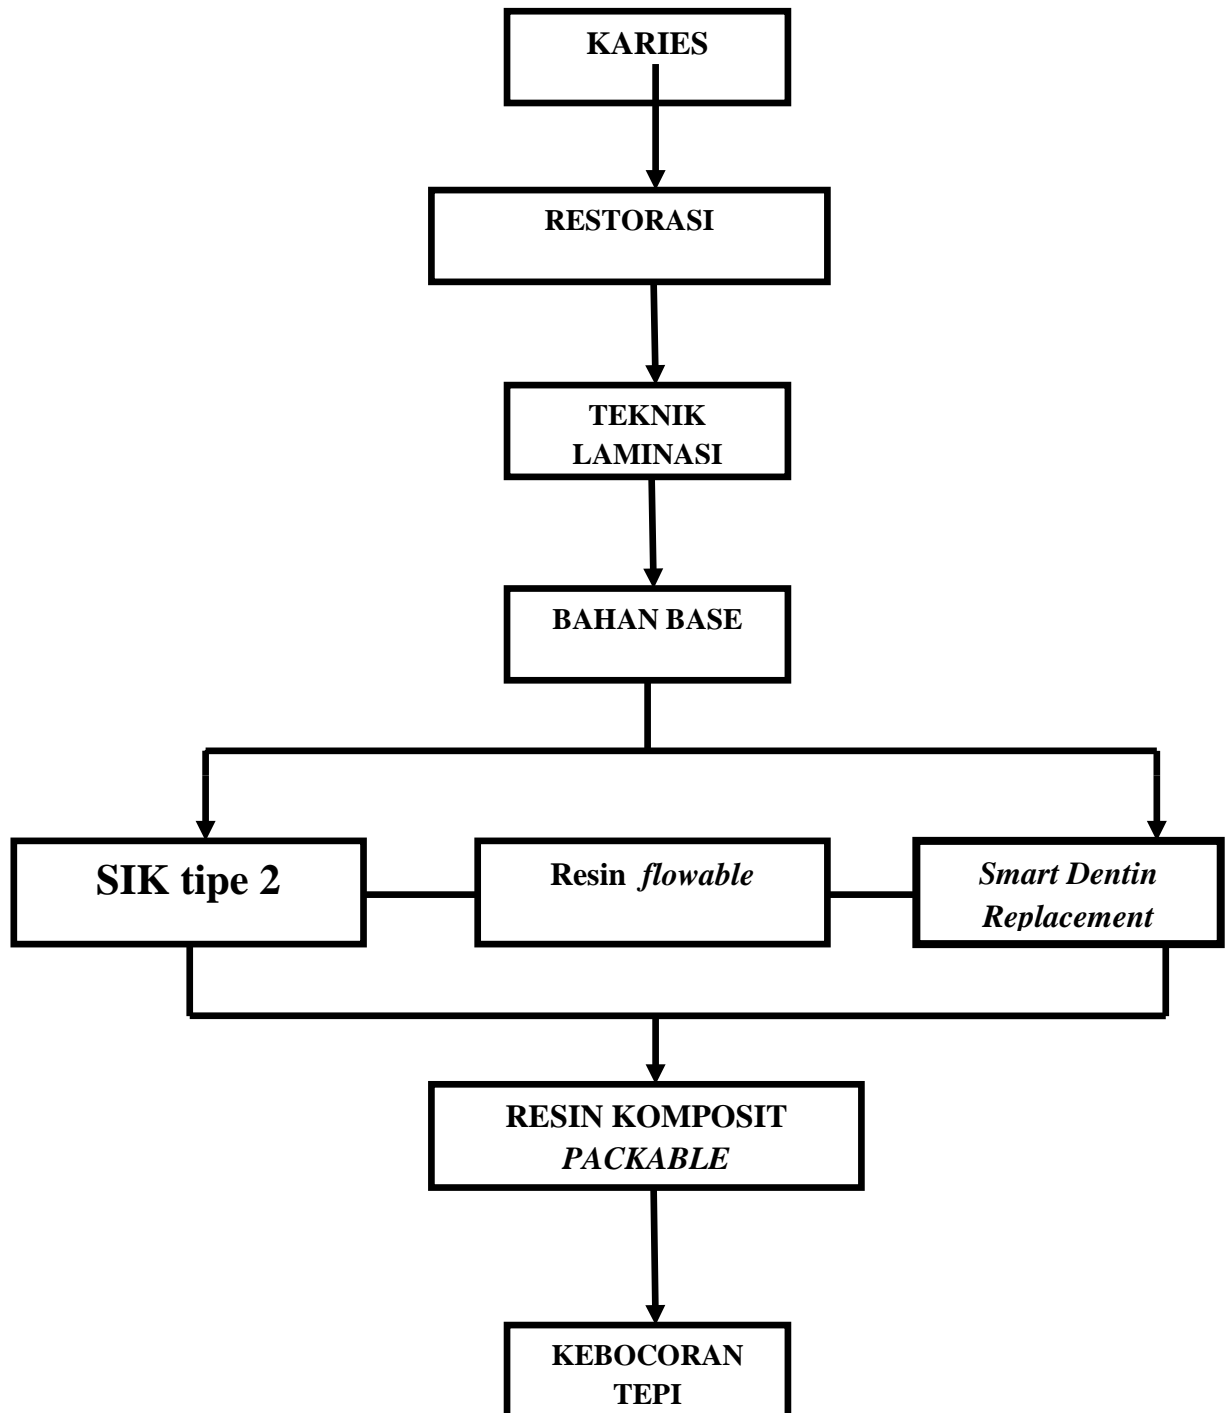 KARIES
RESTORASI
TEKNIK
LAMINASI
BAHAN BASE
SIK tipe 2
Resin flowable
Smart Dentin
Replacement
RESIN KOMPOSIT
PACKABLE
KEBOCORAN
TEPI